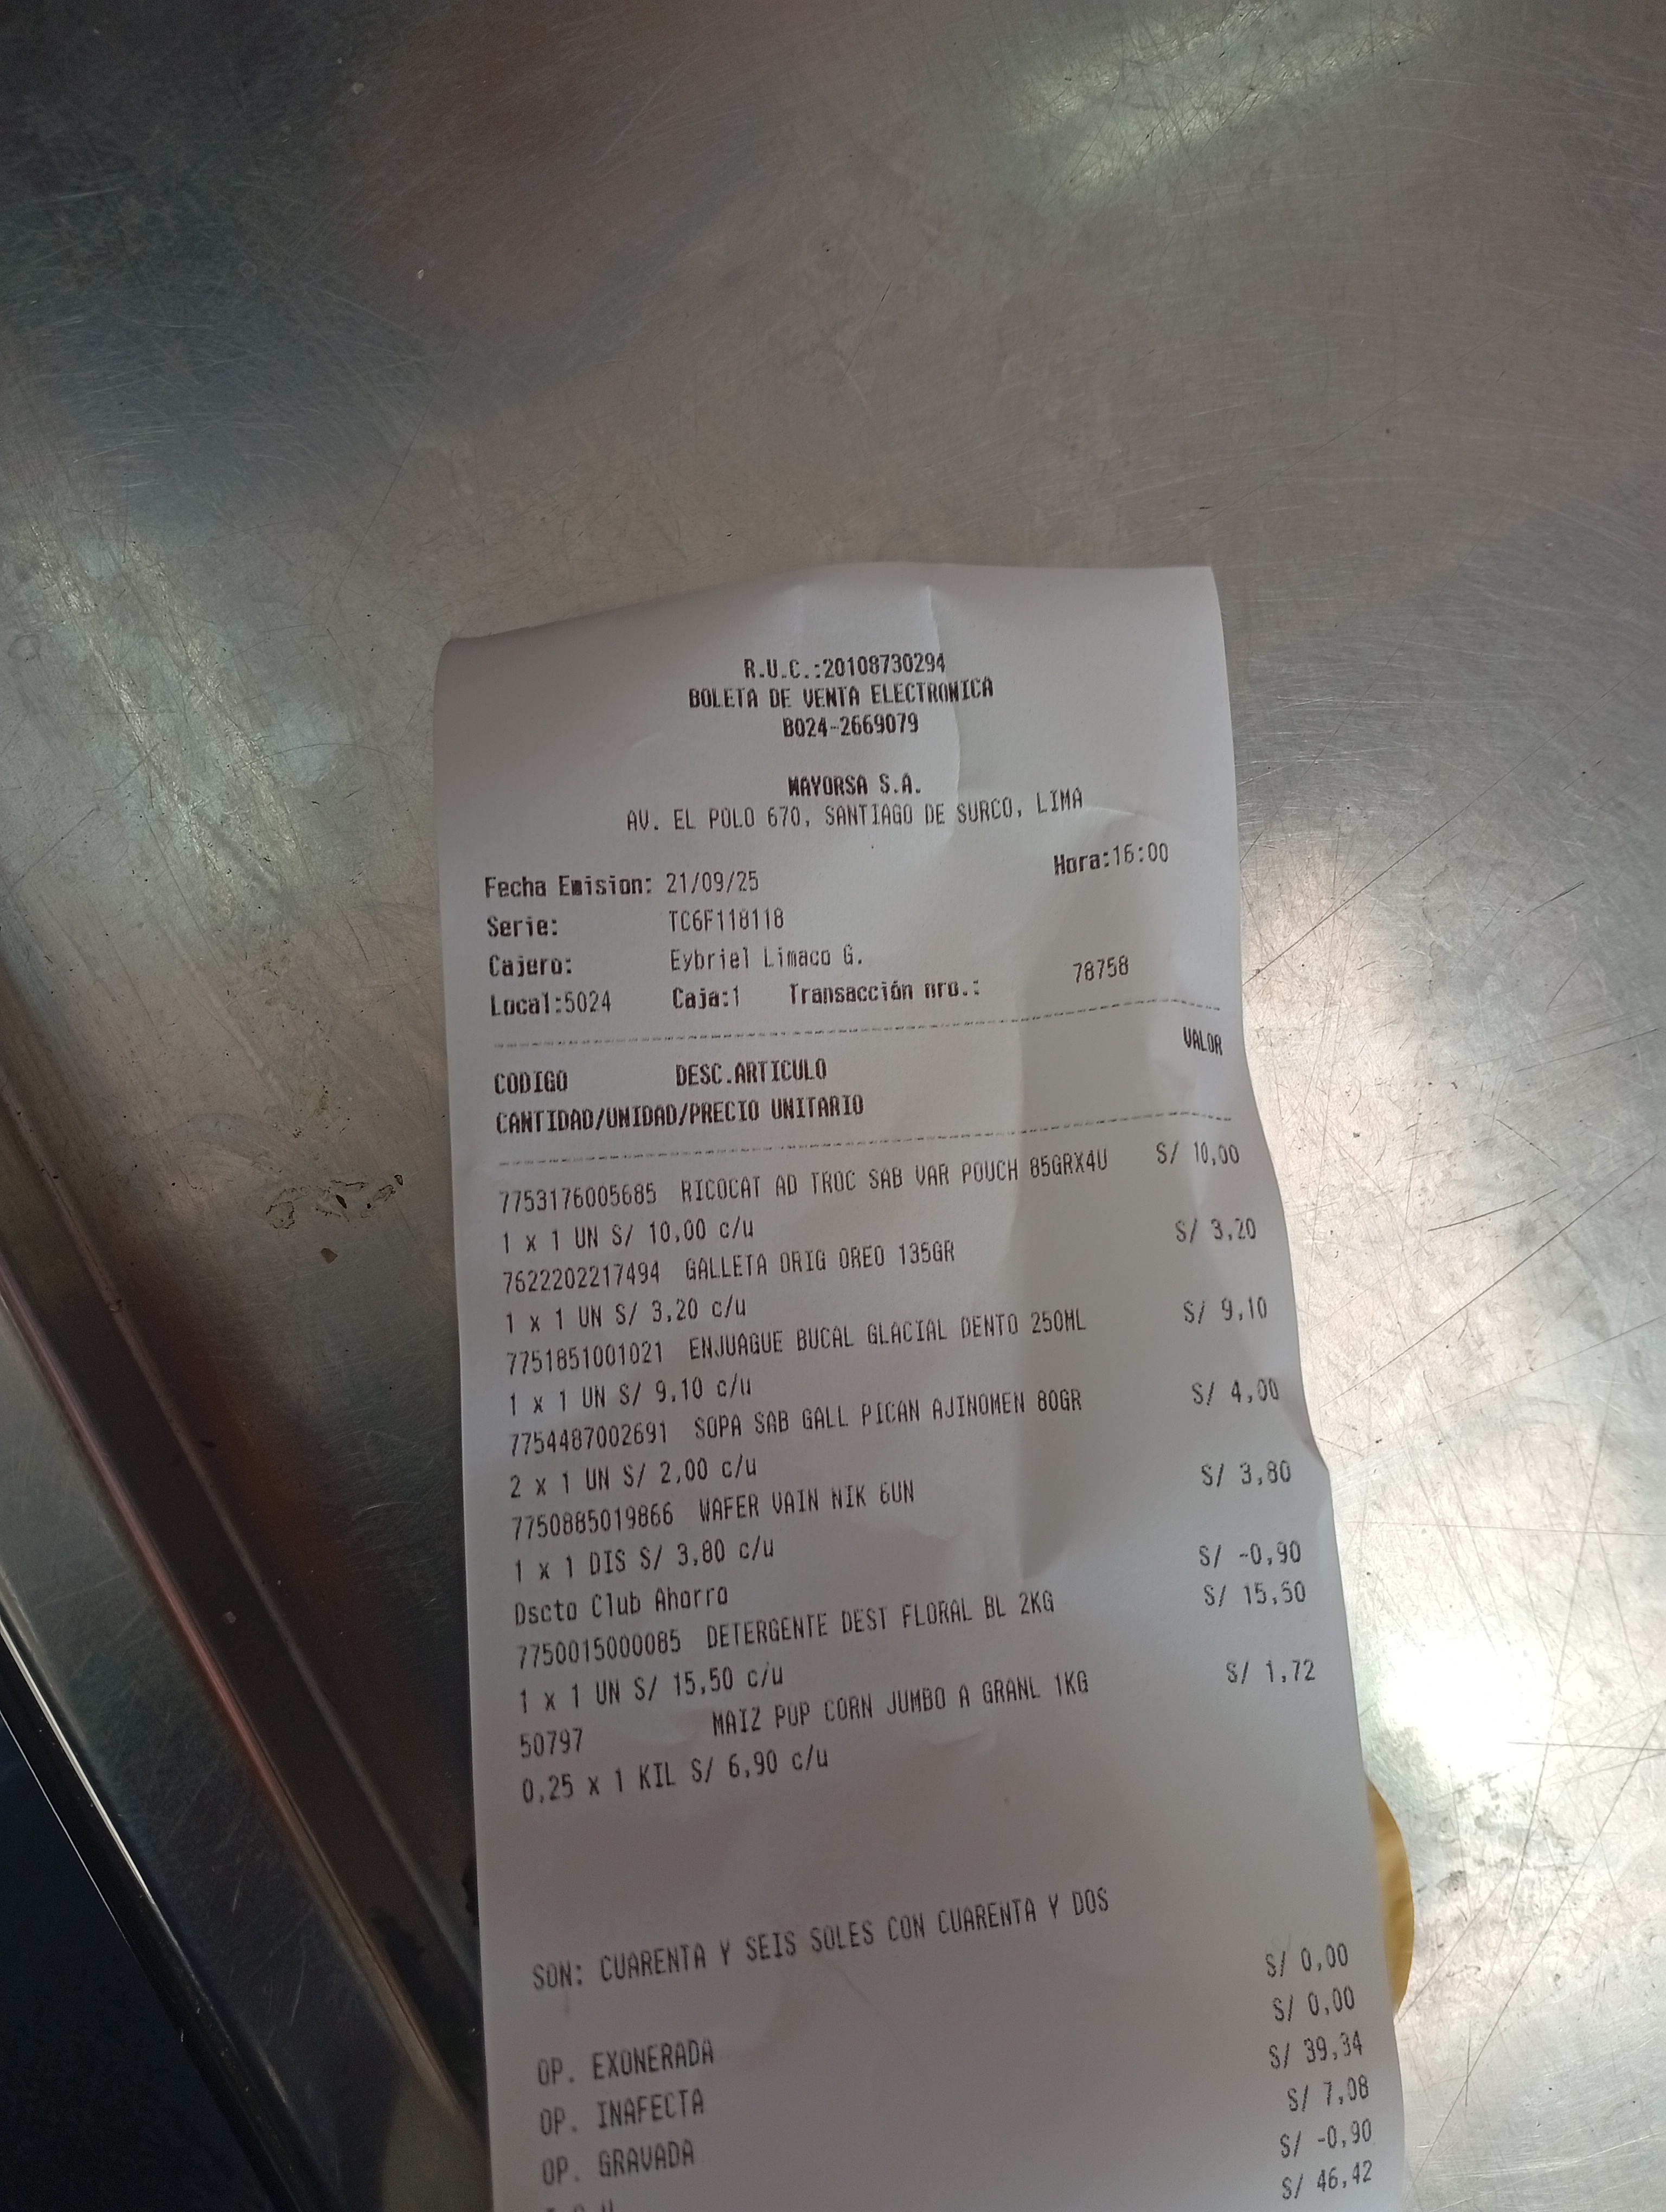 R.U.C.:20108730294
BOLETA DE VENTA ELECTRONICA
B024-2669079
MAYORSA S.A.
AV. EL POLO 670, SANTIAGO DE SURCO, LIMA
Fecha Emision: 21/09/25 Hora:16:00
Serie: TC6F118118
Cajero: Eybriel Limaco G.
Local:5024 Caja:1 Transacción nro.: 78758
CODIGO DESC.ARTICULO VALOR
CANTIDAD/UNIDAD/PRECIO UNITARIO
7753176005685 RICOCAT AD TROC SAB VAR POUCH 85GRX4U S/ 10,00
1 x 1 UN S/ 10,00 c/u
7622202217494 GALLETA ORIG OREO 135GR S/ 3,20
1 x 1 UN S/ 3,20 c/u
7751851001021 ENJUAGUE BUCAL GLACIAL DENTO 250ML S/ 9,10
1 x 1 UN S/ 9,10 c/u
7754487002691 SOPA SAB GALL PICAN AJINOMEN 80GR S/ 4,00
2 x 1 UN S/ 2,00 c/u
7750885019866 WAFER VAIN NIK 6UN S/ 3,80
1 x 1 DIS S/ 3,80 c/u
Dscto Club Ahorro S/ -0,90
7750015000085 DETERGENTE DEST FLORAL BL 2KG S/ 15,50
1 x 1 UN S/ 15,50 c/u
50797 MAIZ POP CORN JUMBO A GRANL 1KG S/ 1,72
0,25 x 1 KIL S/ 6,90 c/u
SON: CUARENTA Y SEIS SOLES CON CUARENTA Y DOS
OP. EXONERADA S/ 0,00
OP. INAFECTA S/ 0,00
OP. GRAVADA S/ 39,34
S/ 7,08
S/ -0,90
S/ 46,42